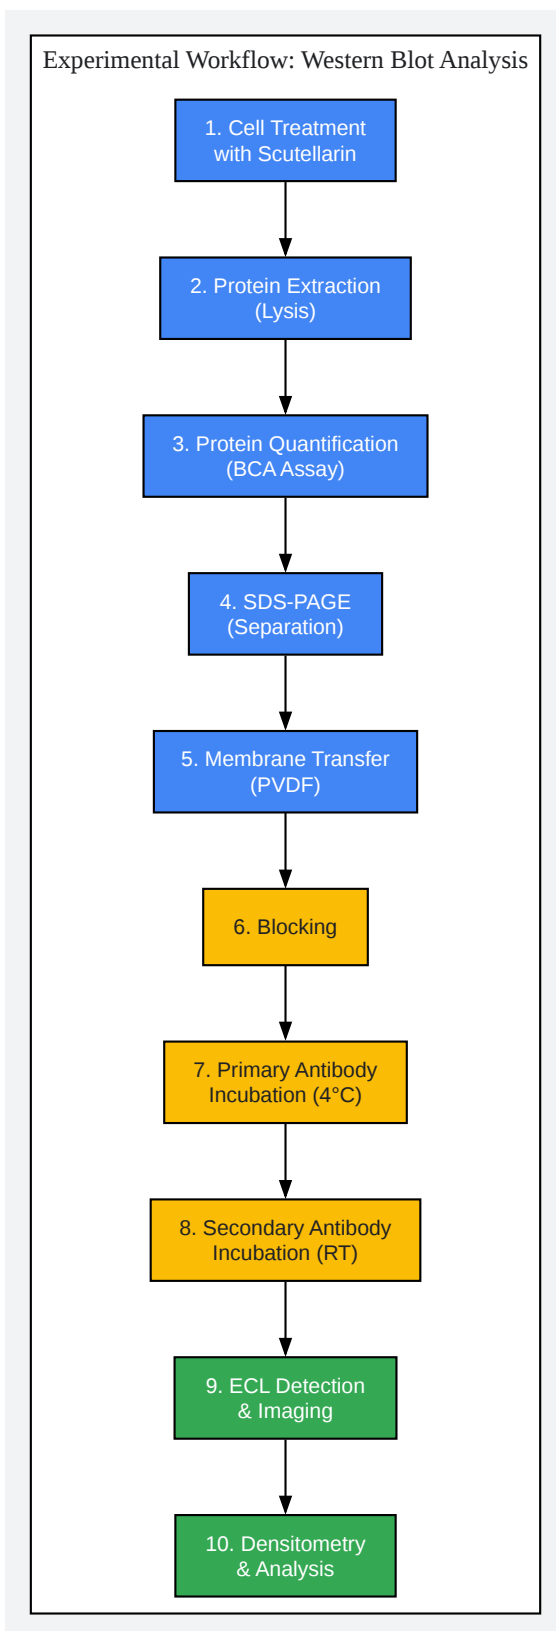 Experimental Workflow: Western Blot Analysis
1. Cell Treatment
with Scutellarin
2. Protein Extraction
(Lysis)
3. Protein Quantification
(BCA Assay)
4. SDS-PAGE
(Separation)
5. Membrane Transfer
(PVDF)
6. Blocking
7. Primary Antibody
Incubation (4°C)
8. Secondary Antibody
Incubation (RT)
9. ECL Detection
& Imaging
10. Densitometry
& Analysis